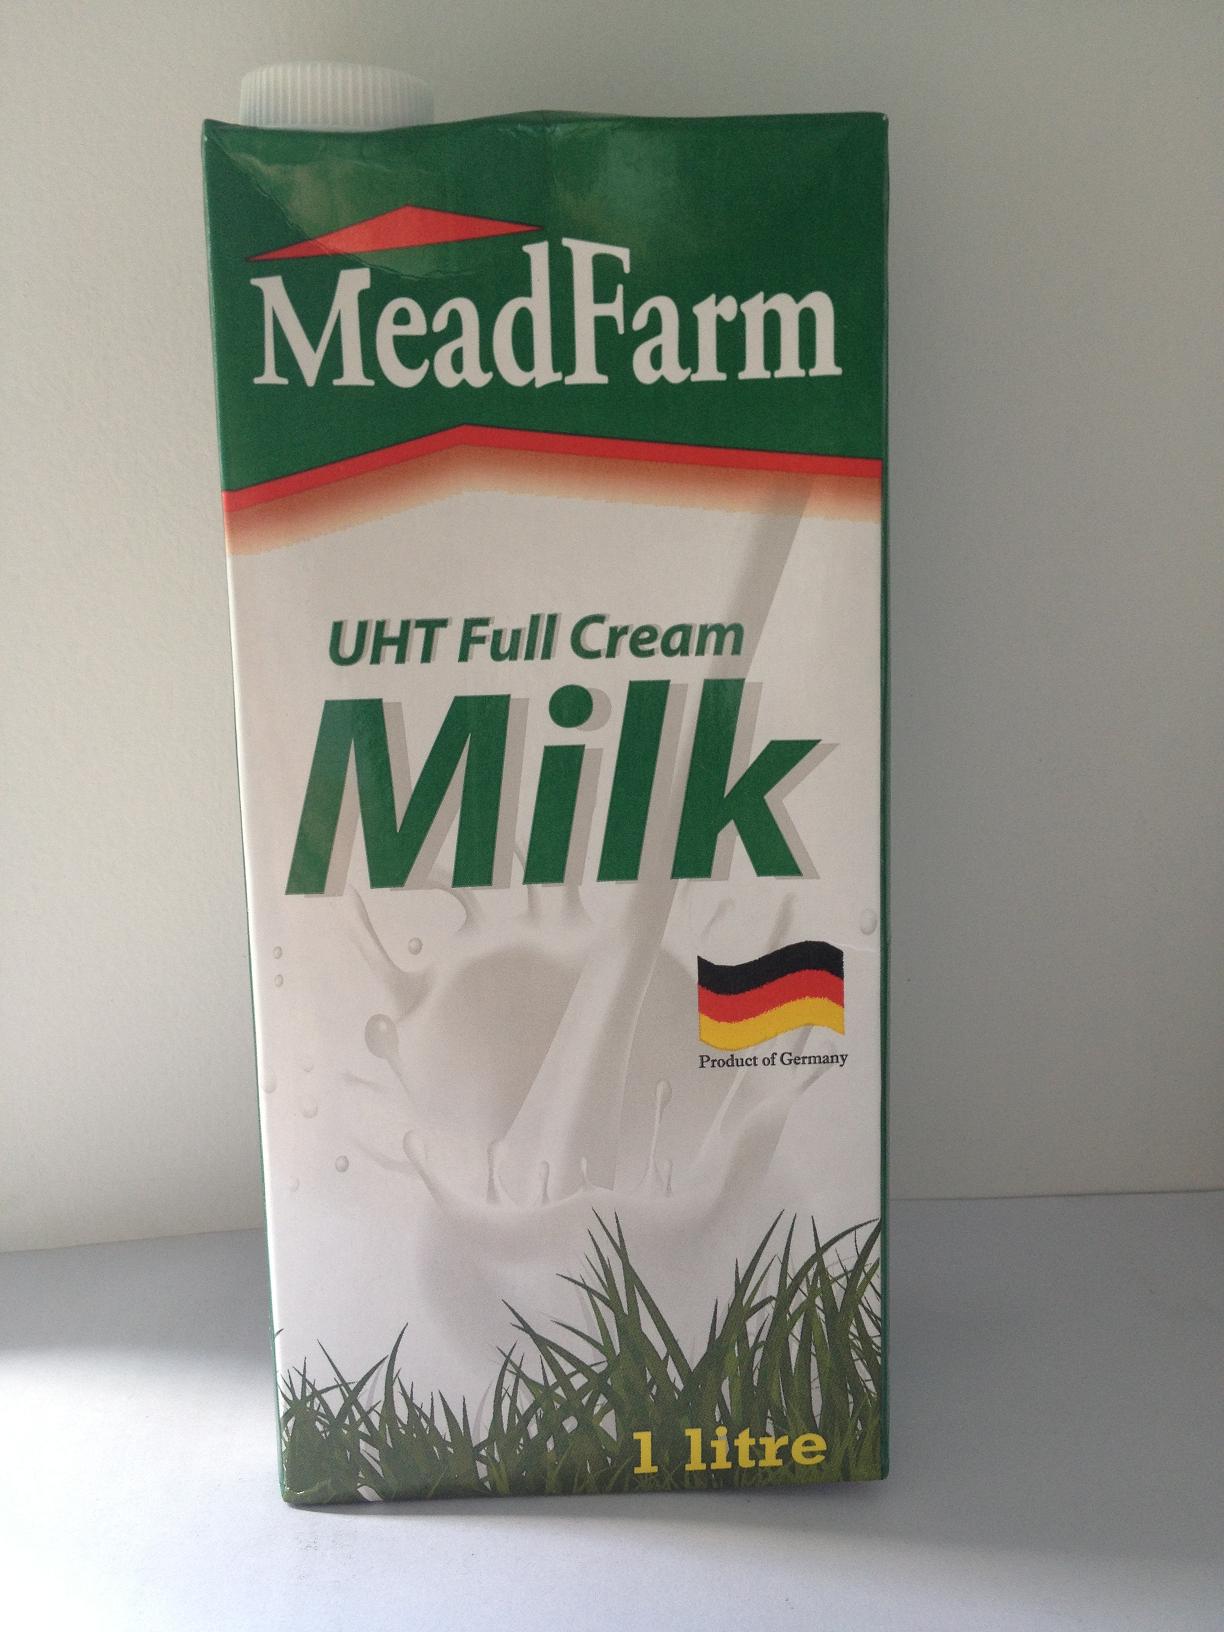 MeadFarm
UHT Full Cream
Milk
Product of Germany
1 litre